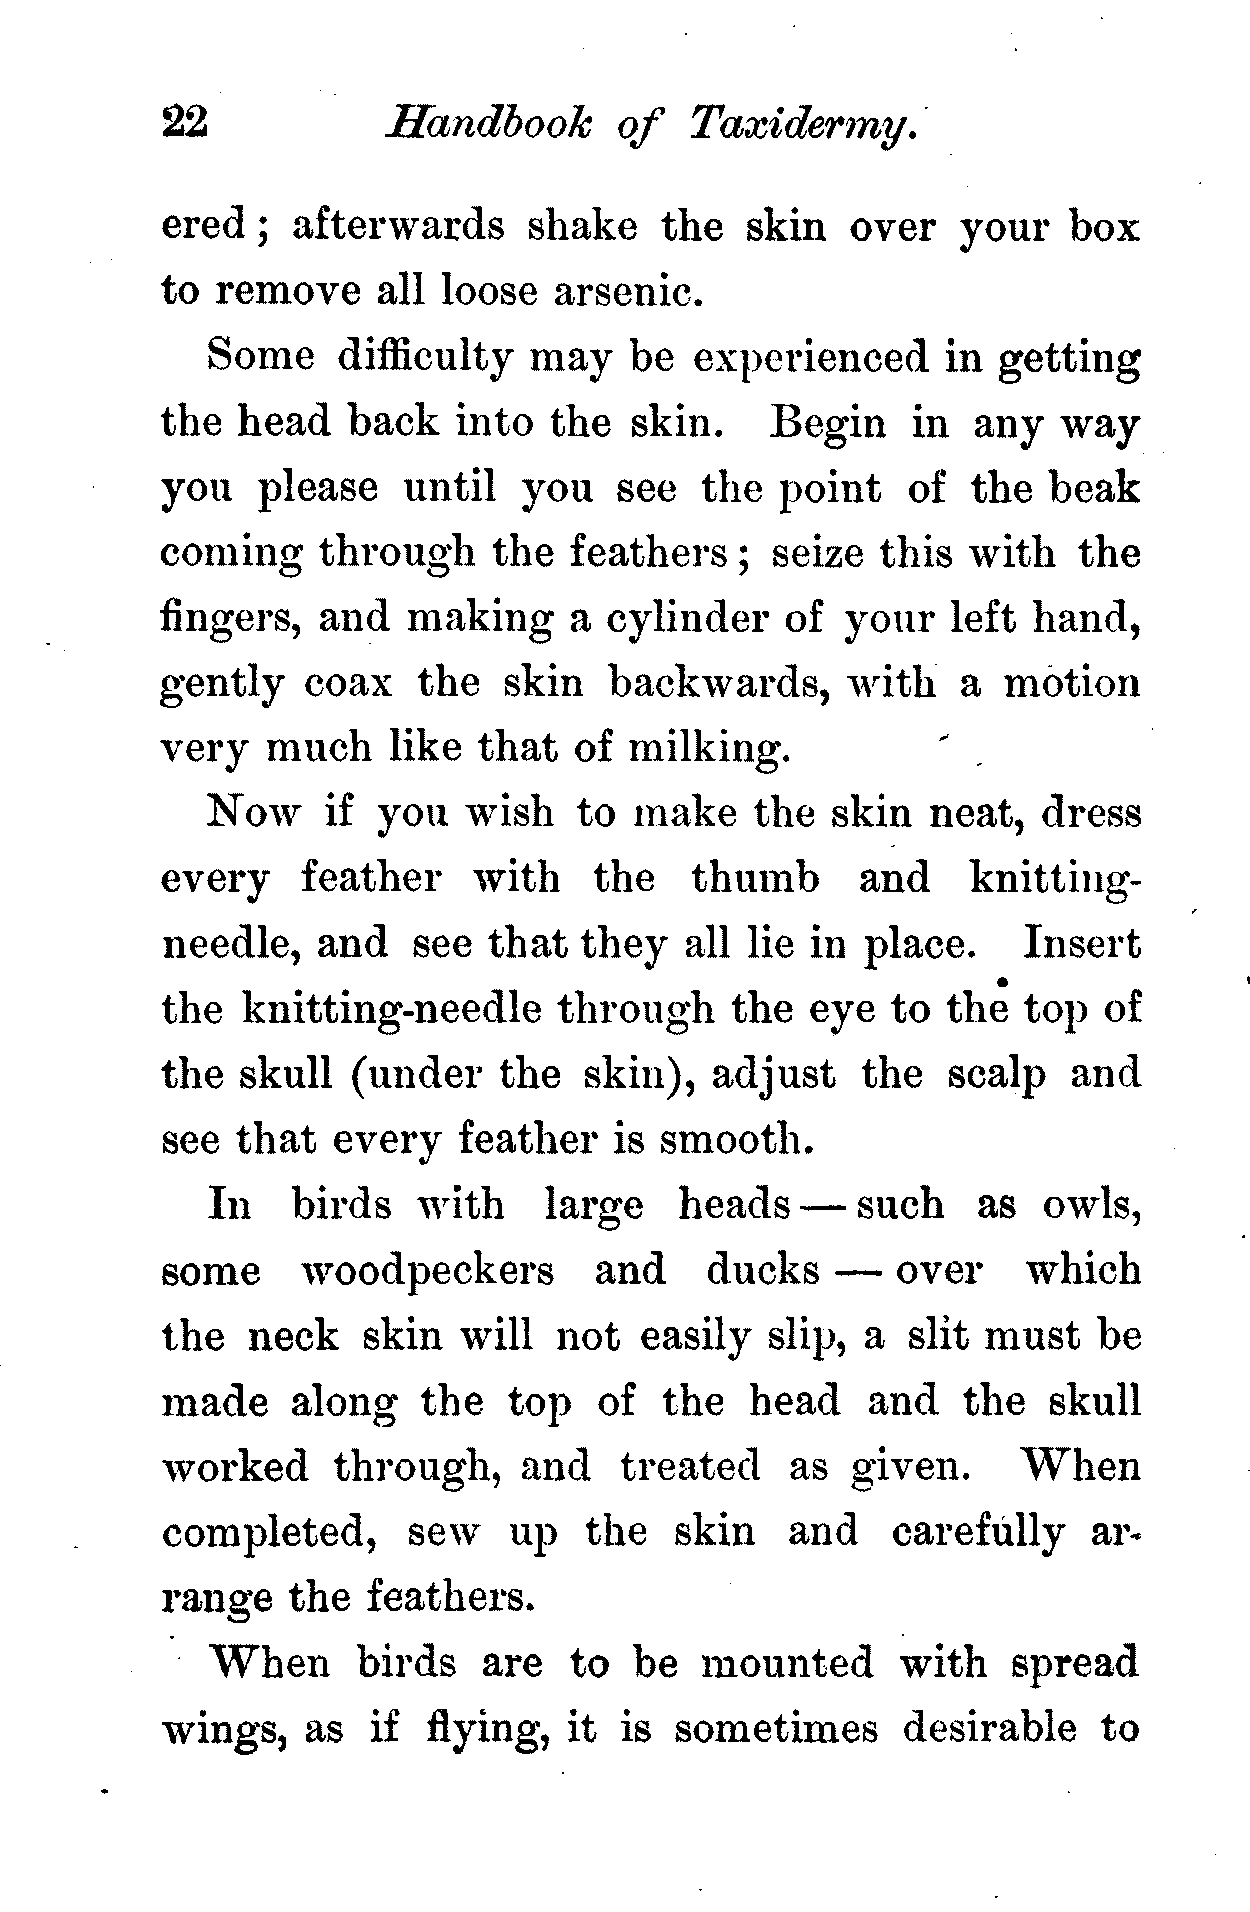 22 Handbook of Taxidermy.
ered ; afterwards shake the skin over your box
to remove all loose arsenic.
Some difficulty may be experienced in getting
the head back into the skin. Begin in any way
you please until you see the point of the beak
coming through the feathers ; seize this with the
fingers, and making a cylinder of your left hand,
gently coax the skin backwards, with a motion
very much like that of milking.
Now if you wish to make the skin neat, dress
every feather with the thumb and knitting-
needle, and see that they all lie in place. Insert
the knitting-needle through the eye to the top of
the skull (under the skin), adjust the scalp and
see that every feather is smooth.
In birds with large heads — such as owls,
some woodpeckers and ducks — over which
the neck skin will not easily slip, a slit must be
made along the top of the head and the skull
worked through, and treated as given. When
completed, sew up the skin and carefully ar-
range the feathers.
When birds are to be mounted with spread
wings, as if flying, it is sometimes desirable to